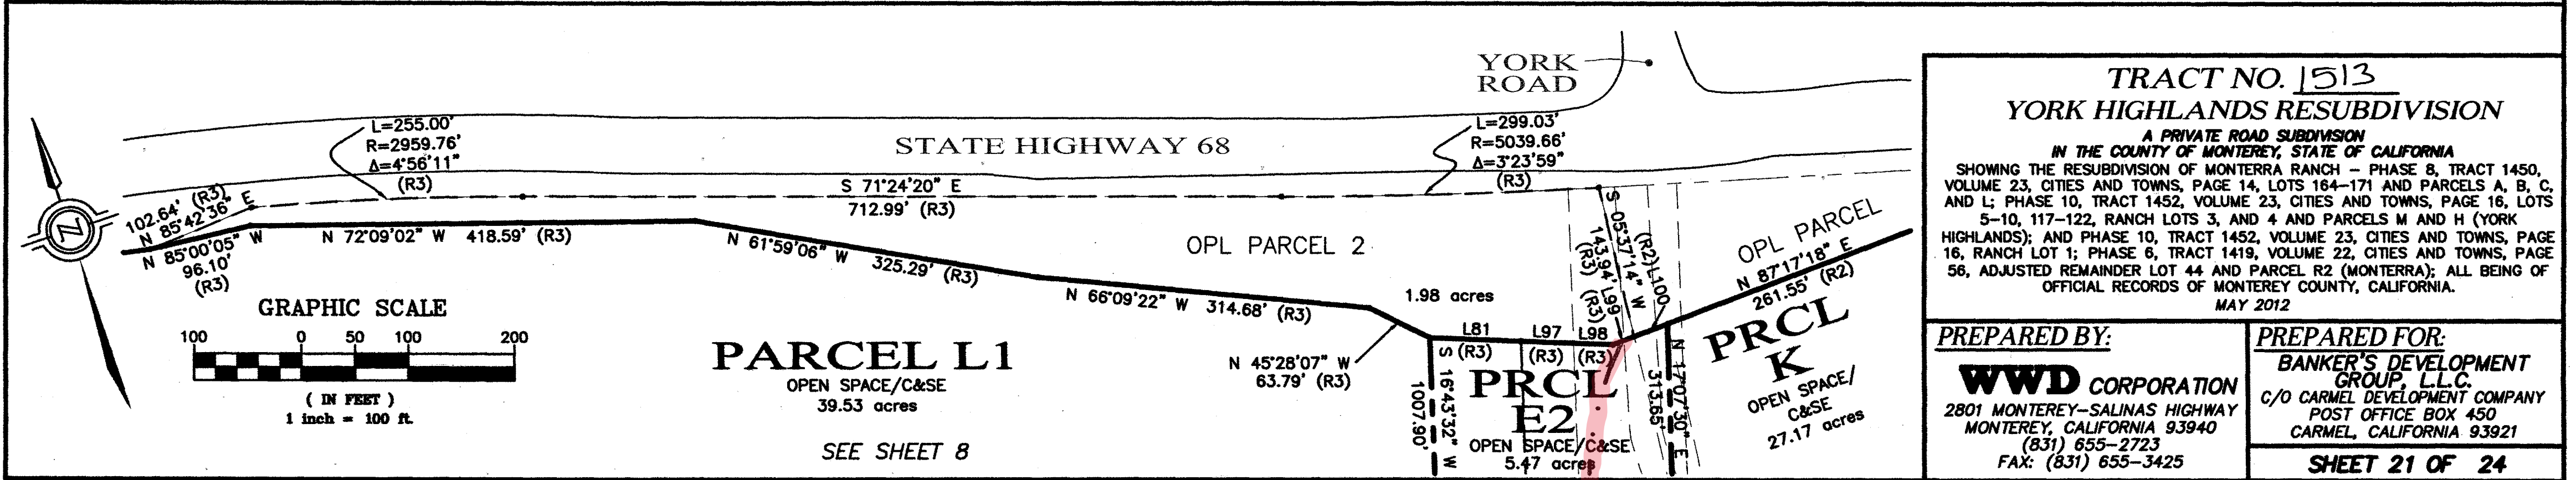 YORK
ROAD
STATE HIGHWAY 68
L=255.00'
R=2959.76'
Δ=4°56'11"
(R3)
L=299.03'
R=5039.66'
Δ=3°23'59"
(R3)
S 71°24'20" E
712.99' (R3)
102.64' (R3)
N 85°42'36" E
N 85°00'05" W
96.10'
(R3)
N 72°09'02" W 418.59' (R3)
N 61°59'06" W 325.29' (R3)
N 66°09'22" W 314.68' (R3)
N 45°28'07" W
63.79' (R3)
OPL PARCEL 2
1.98 acres
S 05°37'14" W
143.94' L99
(R3) (R3)
(R2) L100
OPL PARCEL
N 87°17'18" E
261.55' (R2)
L81 L97 L98
(R3) (R3) (R3)
S 16°43'32" W
1007.90'
N 17°07'30" E
313.65'
N
GRAPHIC SCALE
100 0 50 100 200
( IN FEET )
1 inch = 100 ft.
PARCEL L1
OPEN SPACE/C&SE
39.53 acres
SEE SHEET 8
PRCL
E2
OPEN SPACE/C&SE
5.47 acres
PRCL
K
OPEN SPACE/
C&SE
27.17 acres
TRACT NO. 1513
YORK HIGHLANDS RESUBDIVISION
A PRIVATE ROAD SUBDIVISION
IN THE COUNTY OF MONTEREY, STATE OF CALIFORNIA
SHOWING THE RESUBDIVISION OF MONTERRA RANCH – PHASE 8, TRACT 1450,
VOLUME 23, CITIES AND TOWNS, PAGE 14, LOTS 164-171 AND PARCELS A, B, C,
AND L; PHASE 10, TRACT 1452, VOLUME 23, CITIES AND TOWNS, PAGE 16, LOTS
5-10, 117-122, RANCH LOTS 3, AND 4 AND PARCELS M AND H (YORK
HIGHLANDS); AND PHASE 10, TRACT 1452, VOLUME 23, CITIES AND TOWNS, PAGE
16, RANCH LOT 1; PHASE 6, TRACT 1419, VOLUME 22, CITIES AND TOWNS, PAGE
56, ADJUSTED REMAINDER LOT 44 AND PARCEL R2 (MONTERRA); ALL BEING OF
OFFICIAL RECORDS OF MONTEREY COUNTY, CALIFORNIA.
MAY 2012
PREPARED BY:
WWD CORPORATION
2801 MONTEREY-SALINAS HIGHWAY
MONTEREY, CALIFORNIA 93940
(831) 655-2723
FAX: (831) 655-3425
PREPARED FOR:
BANKER'S DEVELOPMENT
GROUP, L.L.C.
C/O CARMEL DEVELOPMENT COMPANY
POST OFFICE BOX 450
CARMEL, CALIFORNIA 93921
SHEET 21 OF 24